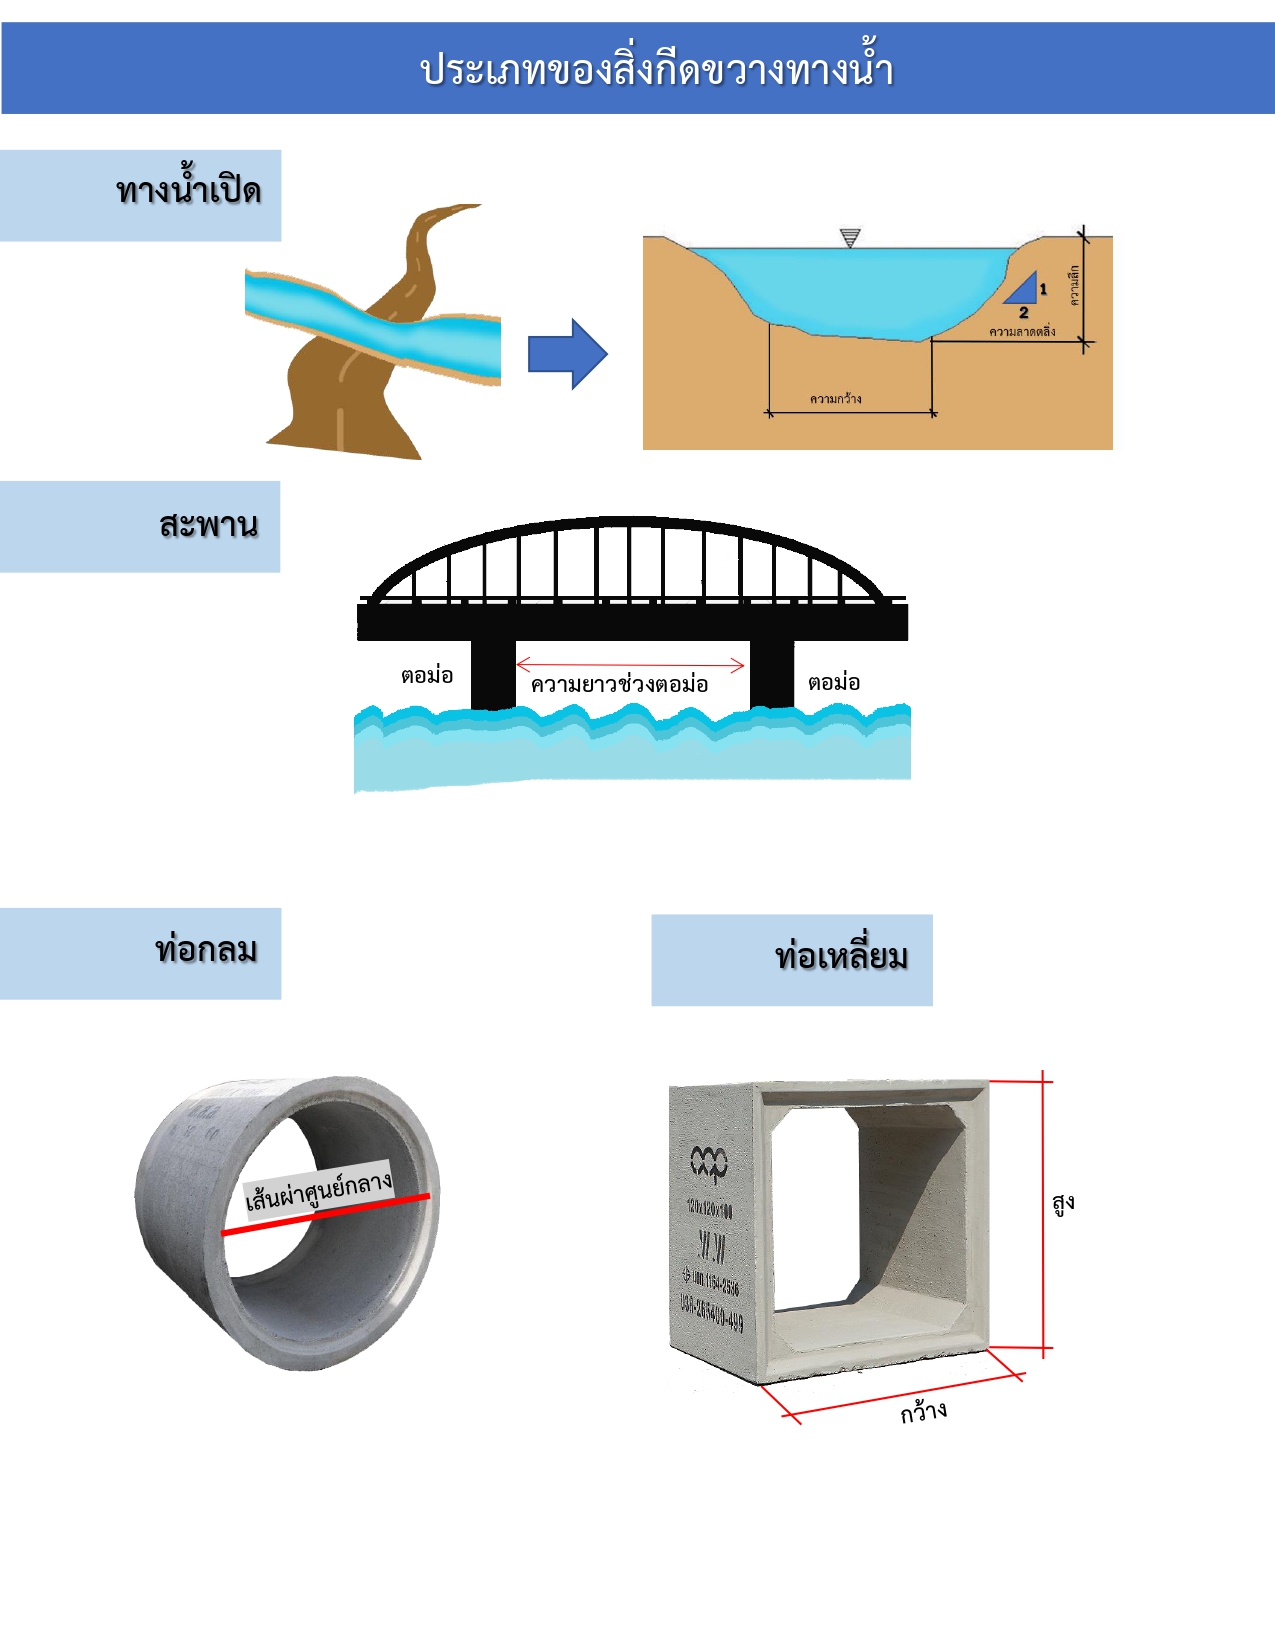 ประเภทของสิ่งกีดขวางทางน้ำ
ทางน้ำเปิด
ความลึก
1
2
ความลาดตลิ่ง
ความกว้าง
สะพาน
ตอม่อ
ความยาวช่วงตอม่อ
ตอม่อ
ท่อกลม
ท่อเหลี่ยม
เส้นผ่าศูนย์กลาง
120x120x100
มอก.1164-2536
สูง
กว้าง